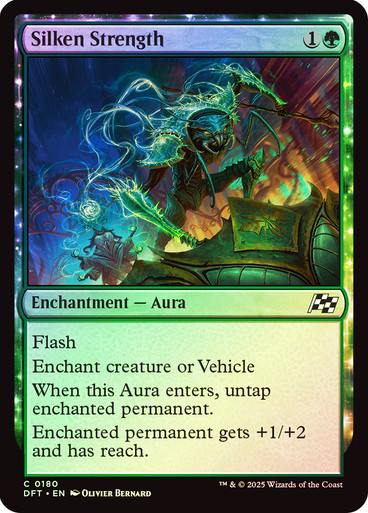 Silken Strength 1
Enchantment — Aura
Flash
Enchant creature or Vehicle
When this Aura enters, untap
enchanted permanent.
Enchanted permanent gets +1/+2
and has reach.
C 0180
DFT • EN Olivier Bernard
™ & © 2025 Wizards of the Coast